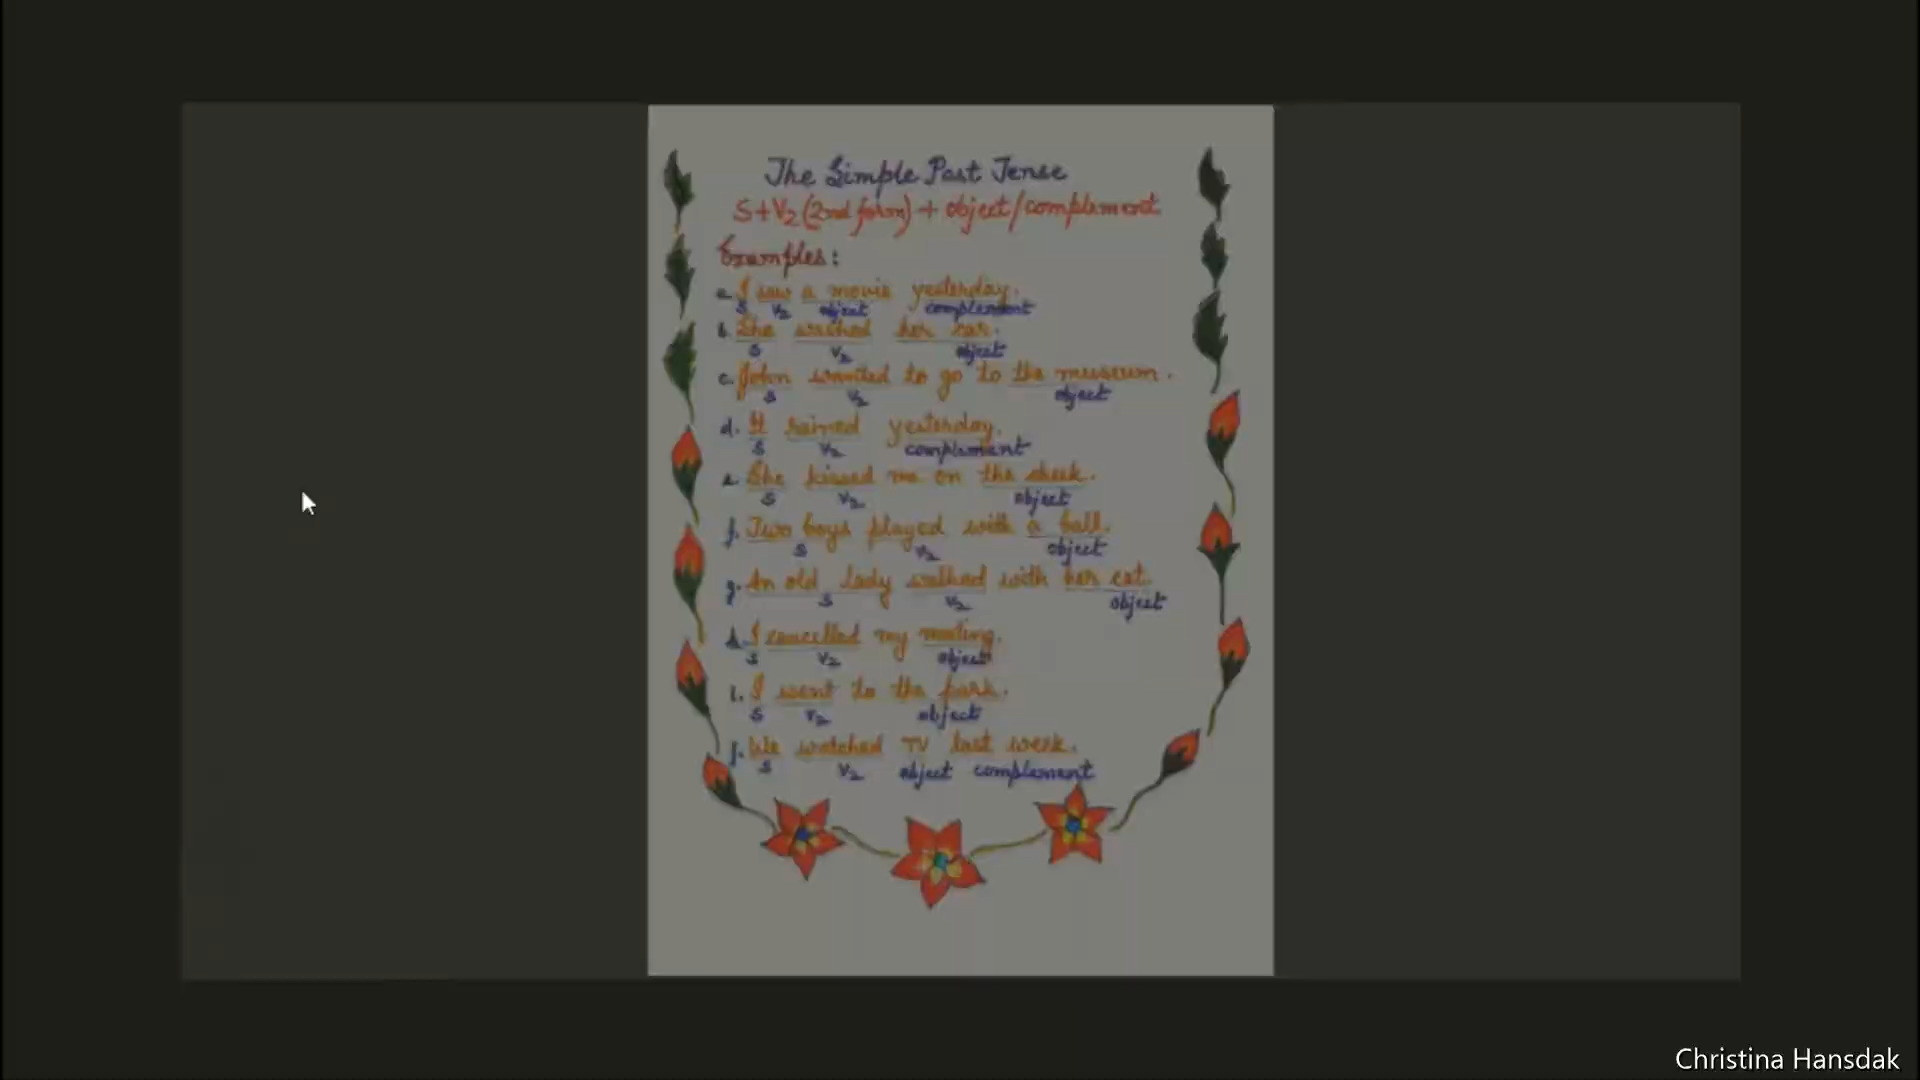 The Simple Past Tense
S+V2 (2nd form) + object/complement
Examples:
a. I saw a movie yesterday.
S V2 object complement
b. She washed her car.
S V2 object
c. John wanted to go to the museum.
S V2 object
d. It rained yesterday.
S V2 complement
e. She kissed me on the cheek.
S V2 object
f. Two boys played with a ball.
S V2 object
g. An old lady walked with her cat.
S V2 object
h. I cancelled my meeting.
S V2 object
i. I went to the park.
S V2 object
j. We watched TV last week.
S V2 object complement
Christina Hansdak